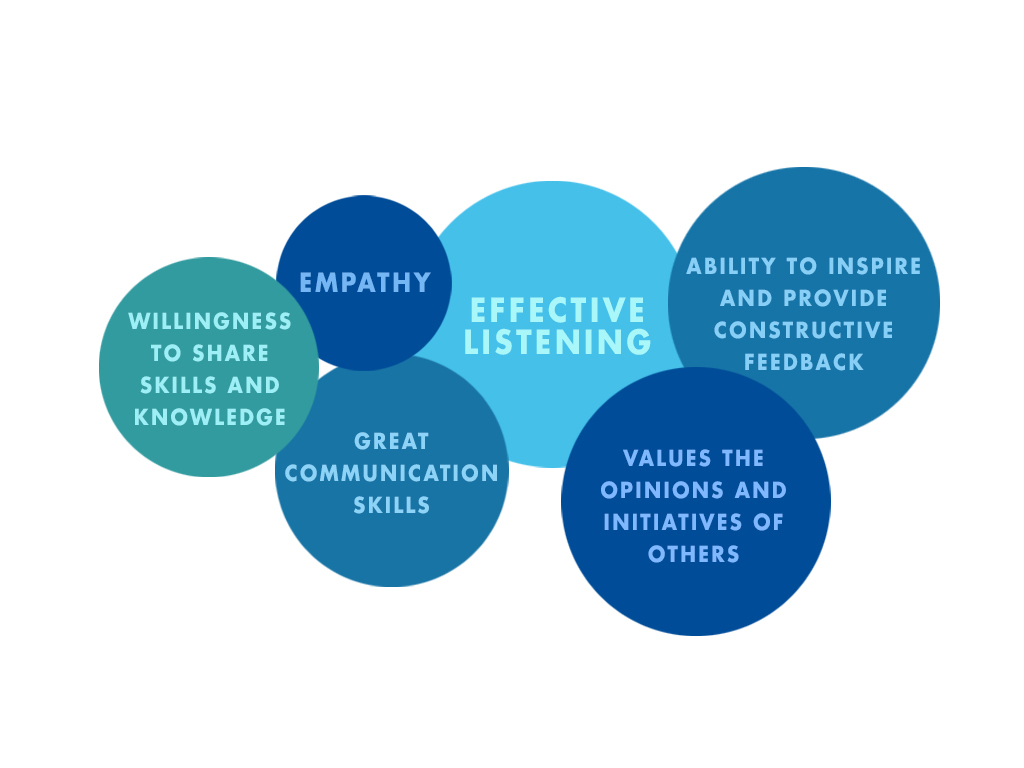 WILLINGNESS
TO SHARE
SKILLS AND
KNOWLEDGE
EMPATHY
GREAT
COMMUNICATION
SKILLS
EFFECTIVE
LISTENING
ABILITY TO INSPIRE
AND PROVIDE
CONSTRUCTIVE
FEEDBACK
VALUES THE
OPINIONS AND
INITIATIVES OF
OTHERS